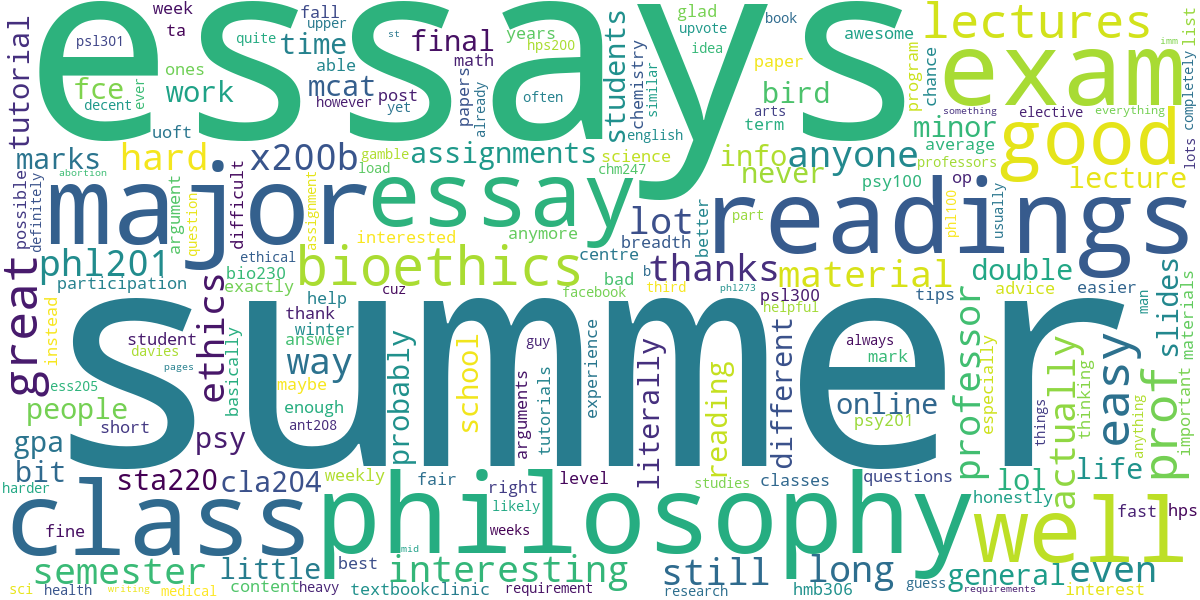 essays
summer
week
ta
fall
upper
psl301
quite
time
able
final
st
hps200
years
math
glad
upvote
idea
awesome
book
lectures
list
tutorial
fce
decent
ones
ever
work
mcat
however
post
yet
papers
already
often
students
chemistry
similar
bird
paper
arts
term
program
chance
exam
imm
completely
lots
something
elective
everything
uoft
english
minor
average
good
marks
abortion
hard
x200b
gamble
load
assignments
science
chm247
info
never
anyone
psy100
professors
op
lecture
possible
definitely
major
argument
question
difficult
assignment
essay
interested
anymore
lot
breadth
better
part
phl100
usually
readings
phl201
participation
ethical
bio230
exactly
bioethics
centre
bad
facebook
b
thanks
third
phl273
material
psl300
helpful
tips
double
advice
easier
man
slides
materials
great
instead
student
davies
pages
ess205
ethics
basically
help
thank
winter
answer
maybe
cuz
way
enough
ant208
probably
school
guy
arguments
tutorials
experience
literally
reading
different
always
mark
online
psy201
professor
especially
things
thinking
actually
easy
anything
prof
important
people
short
gpa
bit
psy
harder
sta220
cla204
weekly
fair
right
likely
weeks
level
studies
classes
questions
lol
honestly
life
fast
hps
class
fine
philosophy
mid
well
semester
little
best
interesting
still
long
guess
general
even
sci
health
writing
medical
content
heavy
textbookclinic
requirement
research
hmb306
requirements
interest